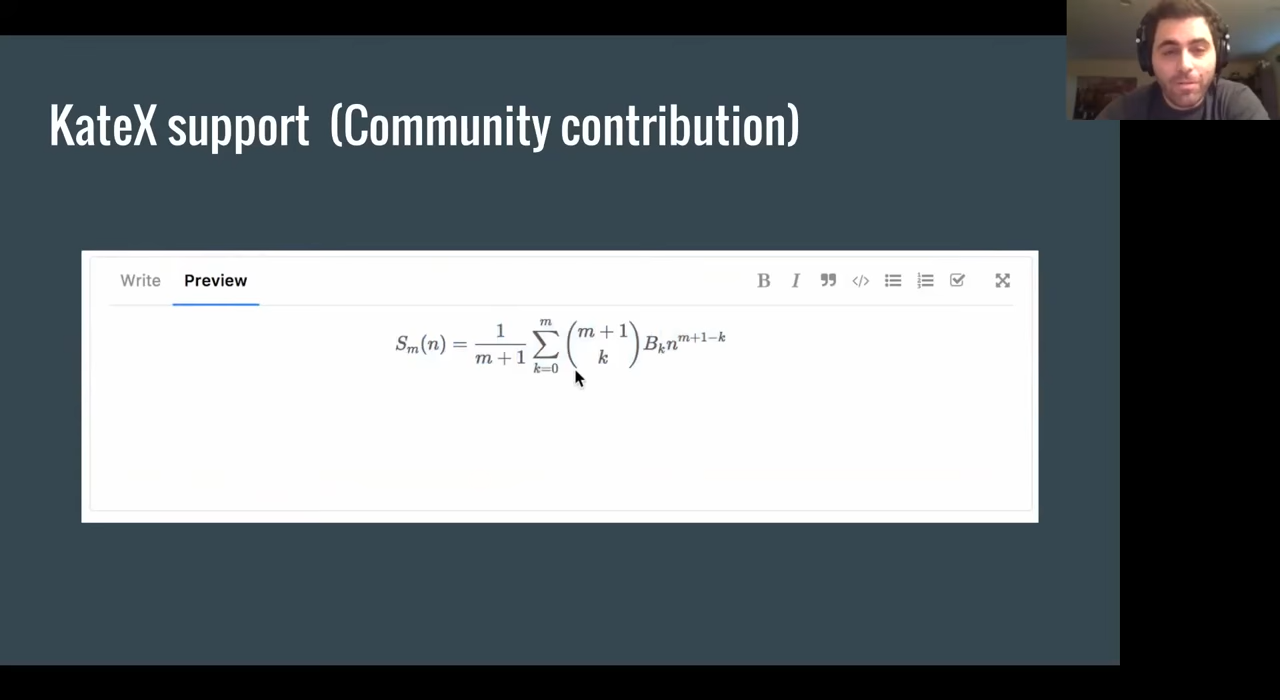 KateX support (Community contribution)
Write Preview B I
S_m(n) = \frac{1}{m+1} \sum_{k=0}^{m} \binom{m+1}{k} B_k n^{m+1-k}